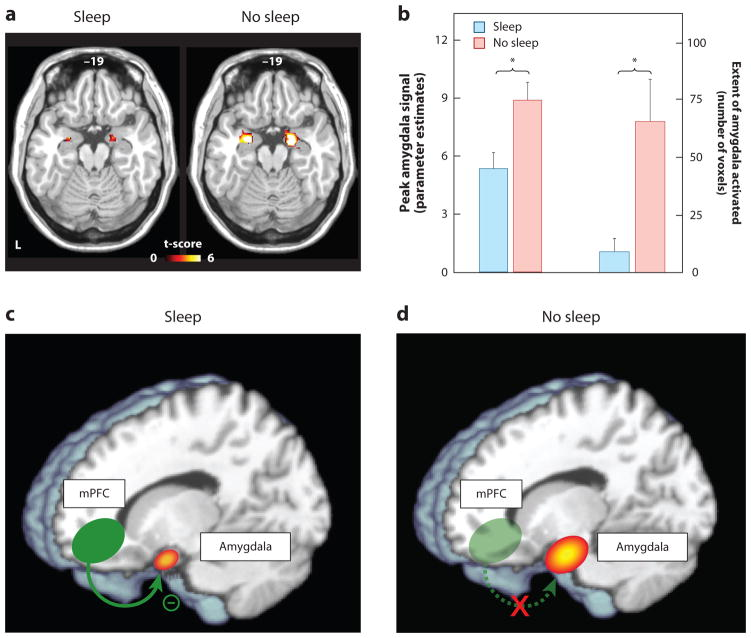 a
Sleep
No sleep
–19
–19
L
t-score
0
6
b
Sleep
No sleep
12
9
6
3
0
Peak amygdala signal
(parameter estimates)
*
*
100
75
50
25
0
Extent of amygdala activated
(number of voxels)
c
Sleep
mPFC
Amygdala
–
d
No sleep
mPFC
Amygdala
X